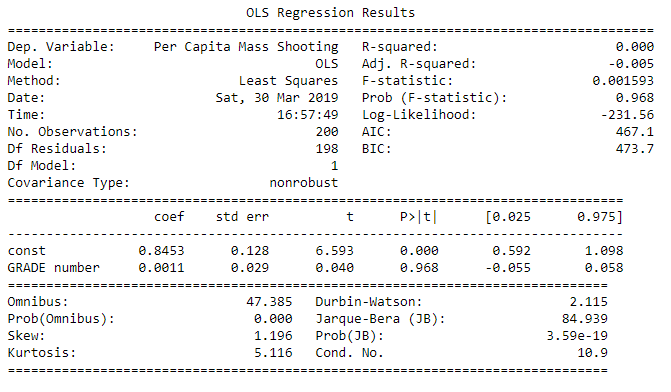 OLS Regression Results
==============================================================================
Dep. Variable: Per Capita Mass Shooting R-squared: 0.000
Model: OLS Adj. R-squared: -0.005
Method: Least Squares F-statistic: 0.001593
Date: Sat, 30 Mar 2019 Prob (F-statistic): 0.968
Time: 16:57:49 Log-Likelihood: -231.56
No. Observations: 200 AIC: 467.1
Df Residuals: 198 BIC: 473.7
Df Model: 1
Covariance Type: nonrobust
==============================================================================
coef std err t P>|t| [0.025 0.975]
------------------------------------------------------------------------------
const 0.8453 0.128 6.593 0.000 0.592 1.098
GRADE number 0.0011 0.029 0.040 0.968 -0.055 0.058
==============================================================================
Omnibus: 47.385 Durbin-Watson: 2.115
Prob(Omnibus): 0.000 Jarque-Bera (JB): 84.939
Skew: 1.196 Prob(JB): 3.59e-19
Kurtosis: 5.116 Cond. No. 10.9
==============================================================================